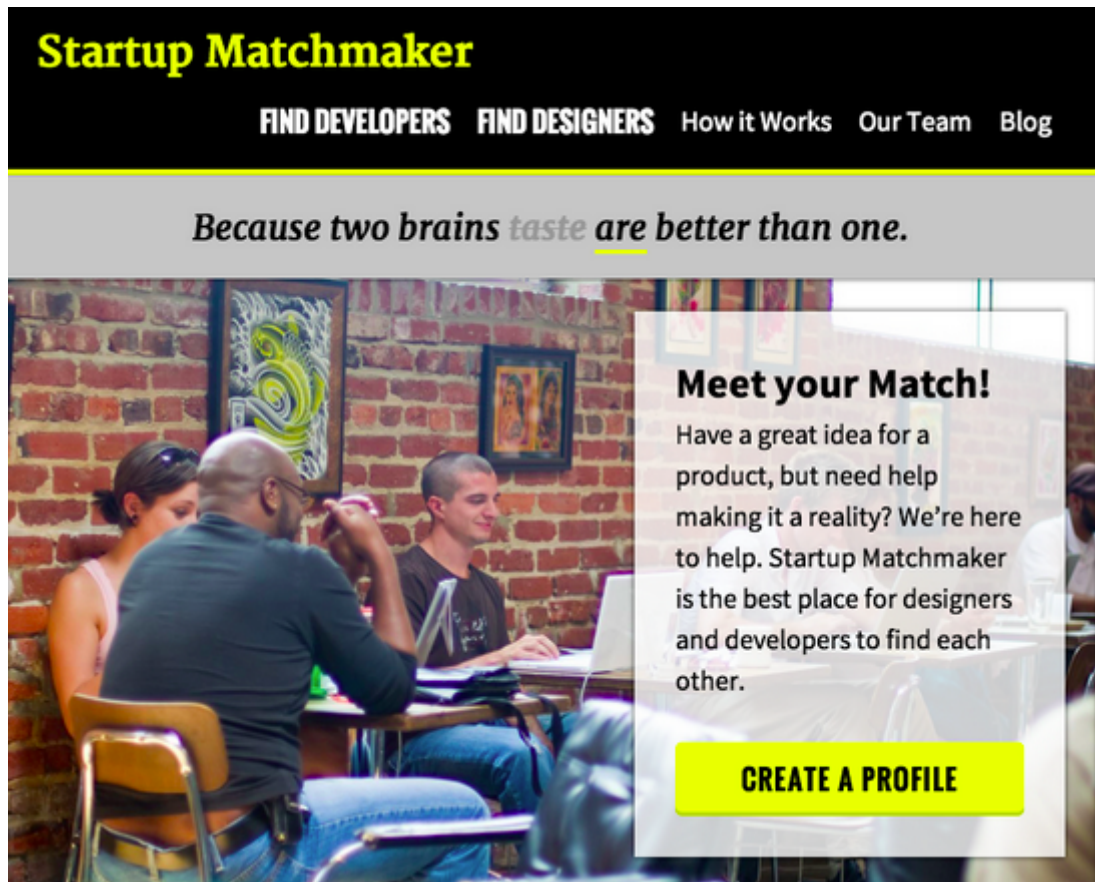 Startup Matchmaker
FIND DEVELOPERS FIND DESIGNERS How it Works Our Team Blog
Because two brains taste are better than one.
Meet your Match!
Have a great idea for a
product, but need help
making it a reality? We’re here
to help. Startup Matchmaker
is the best place for designers
and developers to find each
other.
CREATE A PROFILE